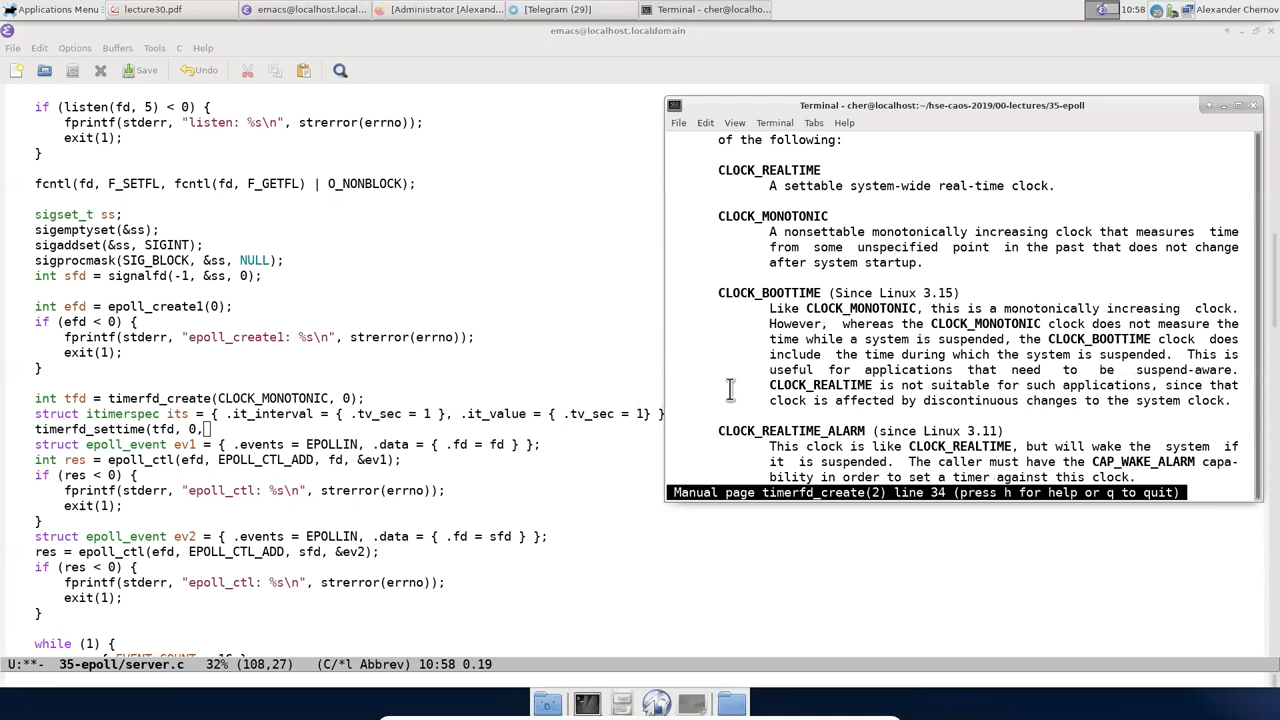 Applications Menu
lecture30.pdf
emacs@localhost.local...
[Administrator [Alexand...
[Telegram (29)]
Terminal - cher@localho...
10:58
Alexander Chernov
emacs@localhost.localdomain
File Edit Options Buffers Tools C Help
Save
Undo
if (listen(fd, 5) < 0) {
fprintf(stderr, "listen: %s\n", strerror(errno));
exit(1);
}
fcntl(fd, F_SETFL, fcntl(fd, F_GETFL) | O_NONBLOCK);
sigset_t ss;
sigemptyset(&ss);
sigaddset(&ss, SIGINT);
sigprocmask(SIG_BLOCK, &ss, NULL);
int sfd = signalfd(-1, &ss, 0);
int efd = epoll_create1(0);
if (efd < 0) {
fprintf(stderr, "epoll_create1: %s\n", strerror(errno));
exit(1);
}
int tfd = timerfd_create(CLOCK_MONOTONIC, 0);
struct itimerspec its = { .it_interval = { .tv_sec = 1 }, .it_value = { .tv_sec = 1} }
timerfd_settime(tfd, 0,
struct epoll_event ev1 = { .events = EPOLLIN, .data = { .fd = fd } };
int res = epoll_ctl(efd, EPOLL_CTL_ADD, fd, &ev1);
if (res < 0) {
fprintf(stderr, "epoll_ctl: %s\n", strerror(errno));
exit(1);
}
struct epoll_event ev2 = { .events = EPOLLIN, .data = { .fd = sfd } };
res = epoll_ctl(efd, EPOLL_CTL_ADD, sfd, &ev2);
if (res < 0) {
fprintf(stderr, "epoll_ctl: %s\n", strerror(errno));
exit(1);
}
while (1) {
U:**- 35-epoll/server.c 32% (108,27) (C/*l Abbrev) 10:58 0.19
Terminal - cher@localhost:~/hse-caos-2019/00-lectures/35-epoll
File Edit View Terminal Tabs Help
of the following:
CLOCK_REALTIME
A settable system-wide real-time clock.
CLOCK_MONOTONIC
A nonsettable monotonically increasing clock that measures time
from some unspecified point in the past that does not change
after system startup.
CLOCK_BOOTTIME (Since Linux 3.15)
Like CLOCK_MONOTONIC, this is a monotonically increasing clock.
However, whereas the CLOCK_MONOTONIC clock does not measure the
time while a system is suspended, the CLOCK_BOOTTIME clock does
include the time during which the system is suspended. This is
useful for applications that need to be suspend-aware.
CLOCK_REALTIME is not suitable for such applications, since that
clock is affected by discontinuous changes to the system clock.
CLOCK_REALTIME_ALARM (since Linux 3.11)
This clock is like CLOCK_REALTIME, but will wake the system if
it is suspended. The caller must have the CAP_WAKE_ALARM capa-
bility in order to set a timer against this clock.
Manual page timerfd_create(2) line 34 (press h for help or q to quit)